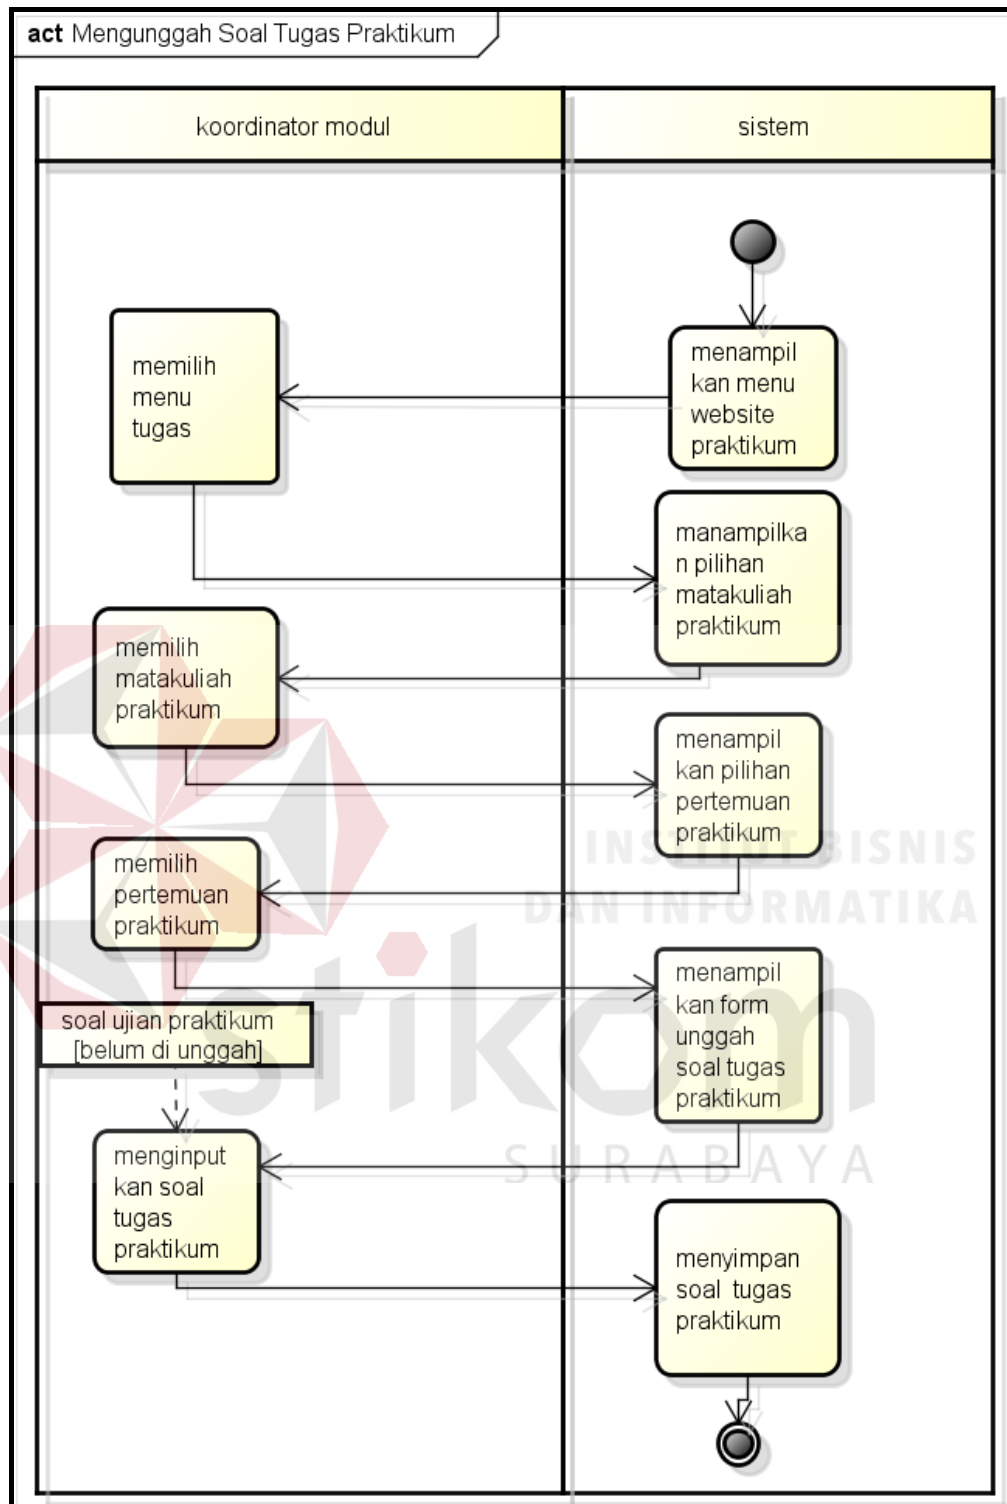 act Mengunggah Soal Tugas Praktikum
koordinator modul
sistem
menampil
kan menu
website
praktikum
memilih
menu
tugas
manampilka
n pilihan
matakuliah
praktikum
memilih
matakuliah
praktikum
menampil
kan pilihan
pertemuan
praktikum
memilih
pertemuan
praktikum
menampil
kan form
unggah
soal tugas
praktikum
soal ujian praktikum
[belum di unggah]
menginput
kan soal
tugas
praktikum
menyimpan
soal tugas
praktikum
INSTITUT BISNIS
DAN INFORMATIKA
stikom
SURABAYA